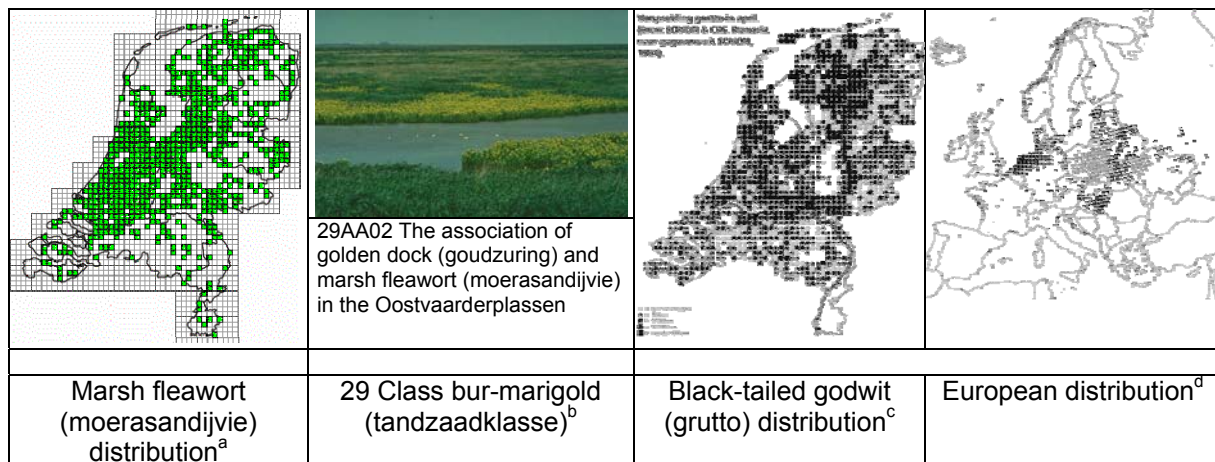 29AA02 The association of
golden dock (goudzuring) and
marsh fleawort (moerasandijvie)
in the Oostvaarderplassen
Marsh fleawort
(moerasandijvie)
distributionᵃ
29 Class bur-marigold
(tandzaadklasse)ᵇ
Black-tailed godwit
(grutto) distributionᶜ
European distributionᵈ